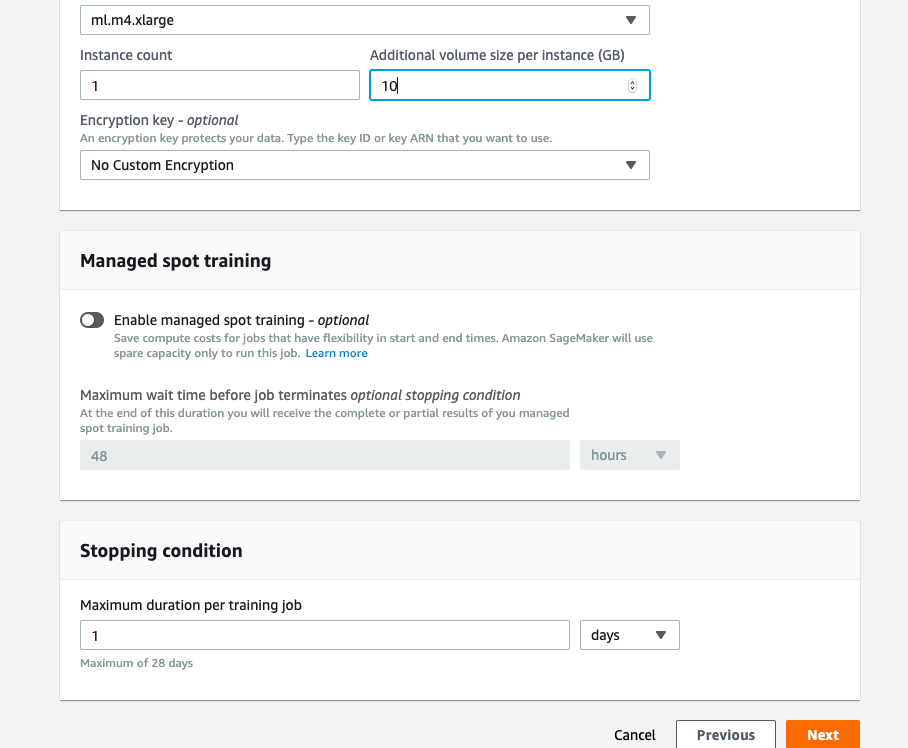 ml.m4.xlarge
Instance count
Additional volume size per instance (GB)
1
10
Encryption key - optional
An encryption key protects your data. Type the key ID or key ARN that you want to use.
No Custom Encryption
Managed spot training
Enable managed spot training - optional
Save compute costs for jobs that have flexibility in start and end times. Amazon SageMaker will use
spare capacity only to run this job. Learn more
Maximum wait time before job terminates optional stopping condition
At the end of this duration you will receive the complete or partial results of you managed
spot training job.
48
hours
Stopping condition
Maximum duration per training job
1
days
Maximum of 28 days
Cancel
Previous
Next